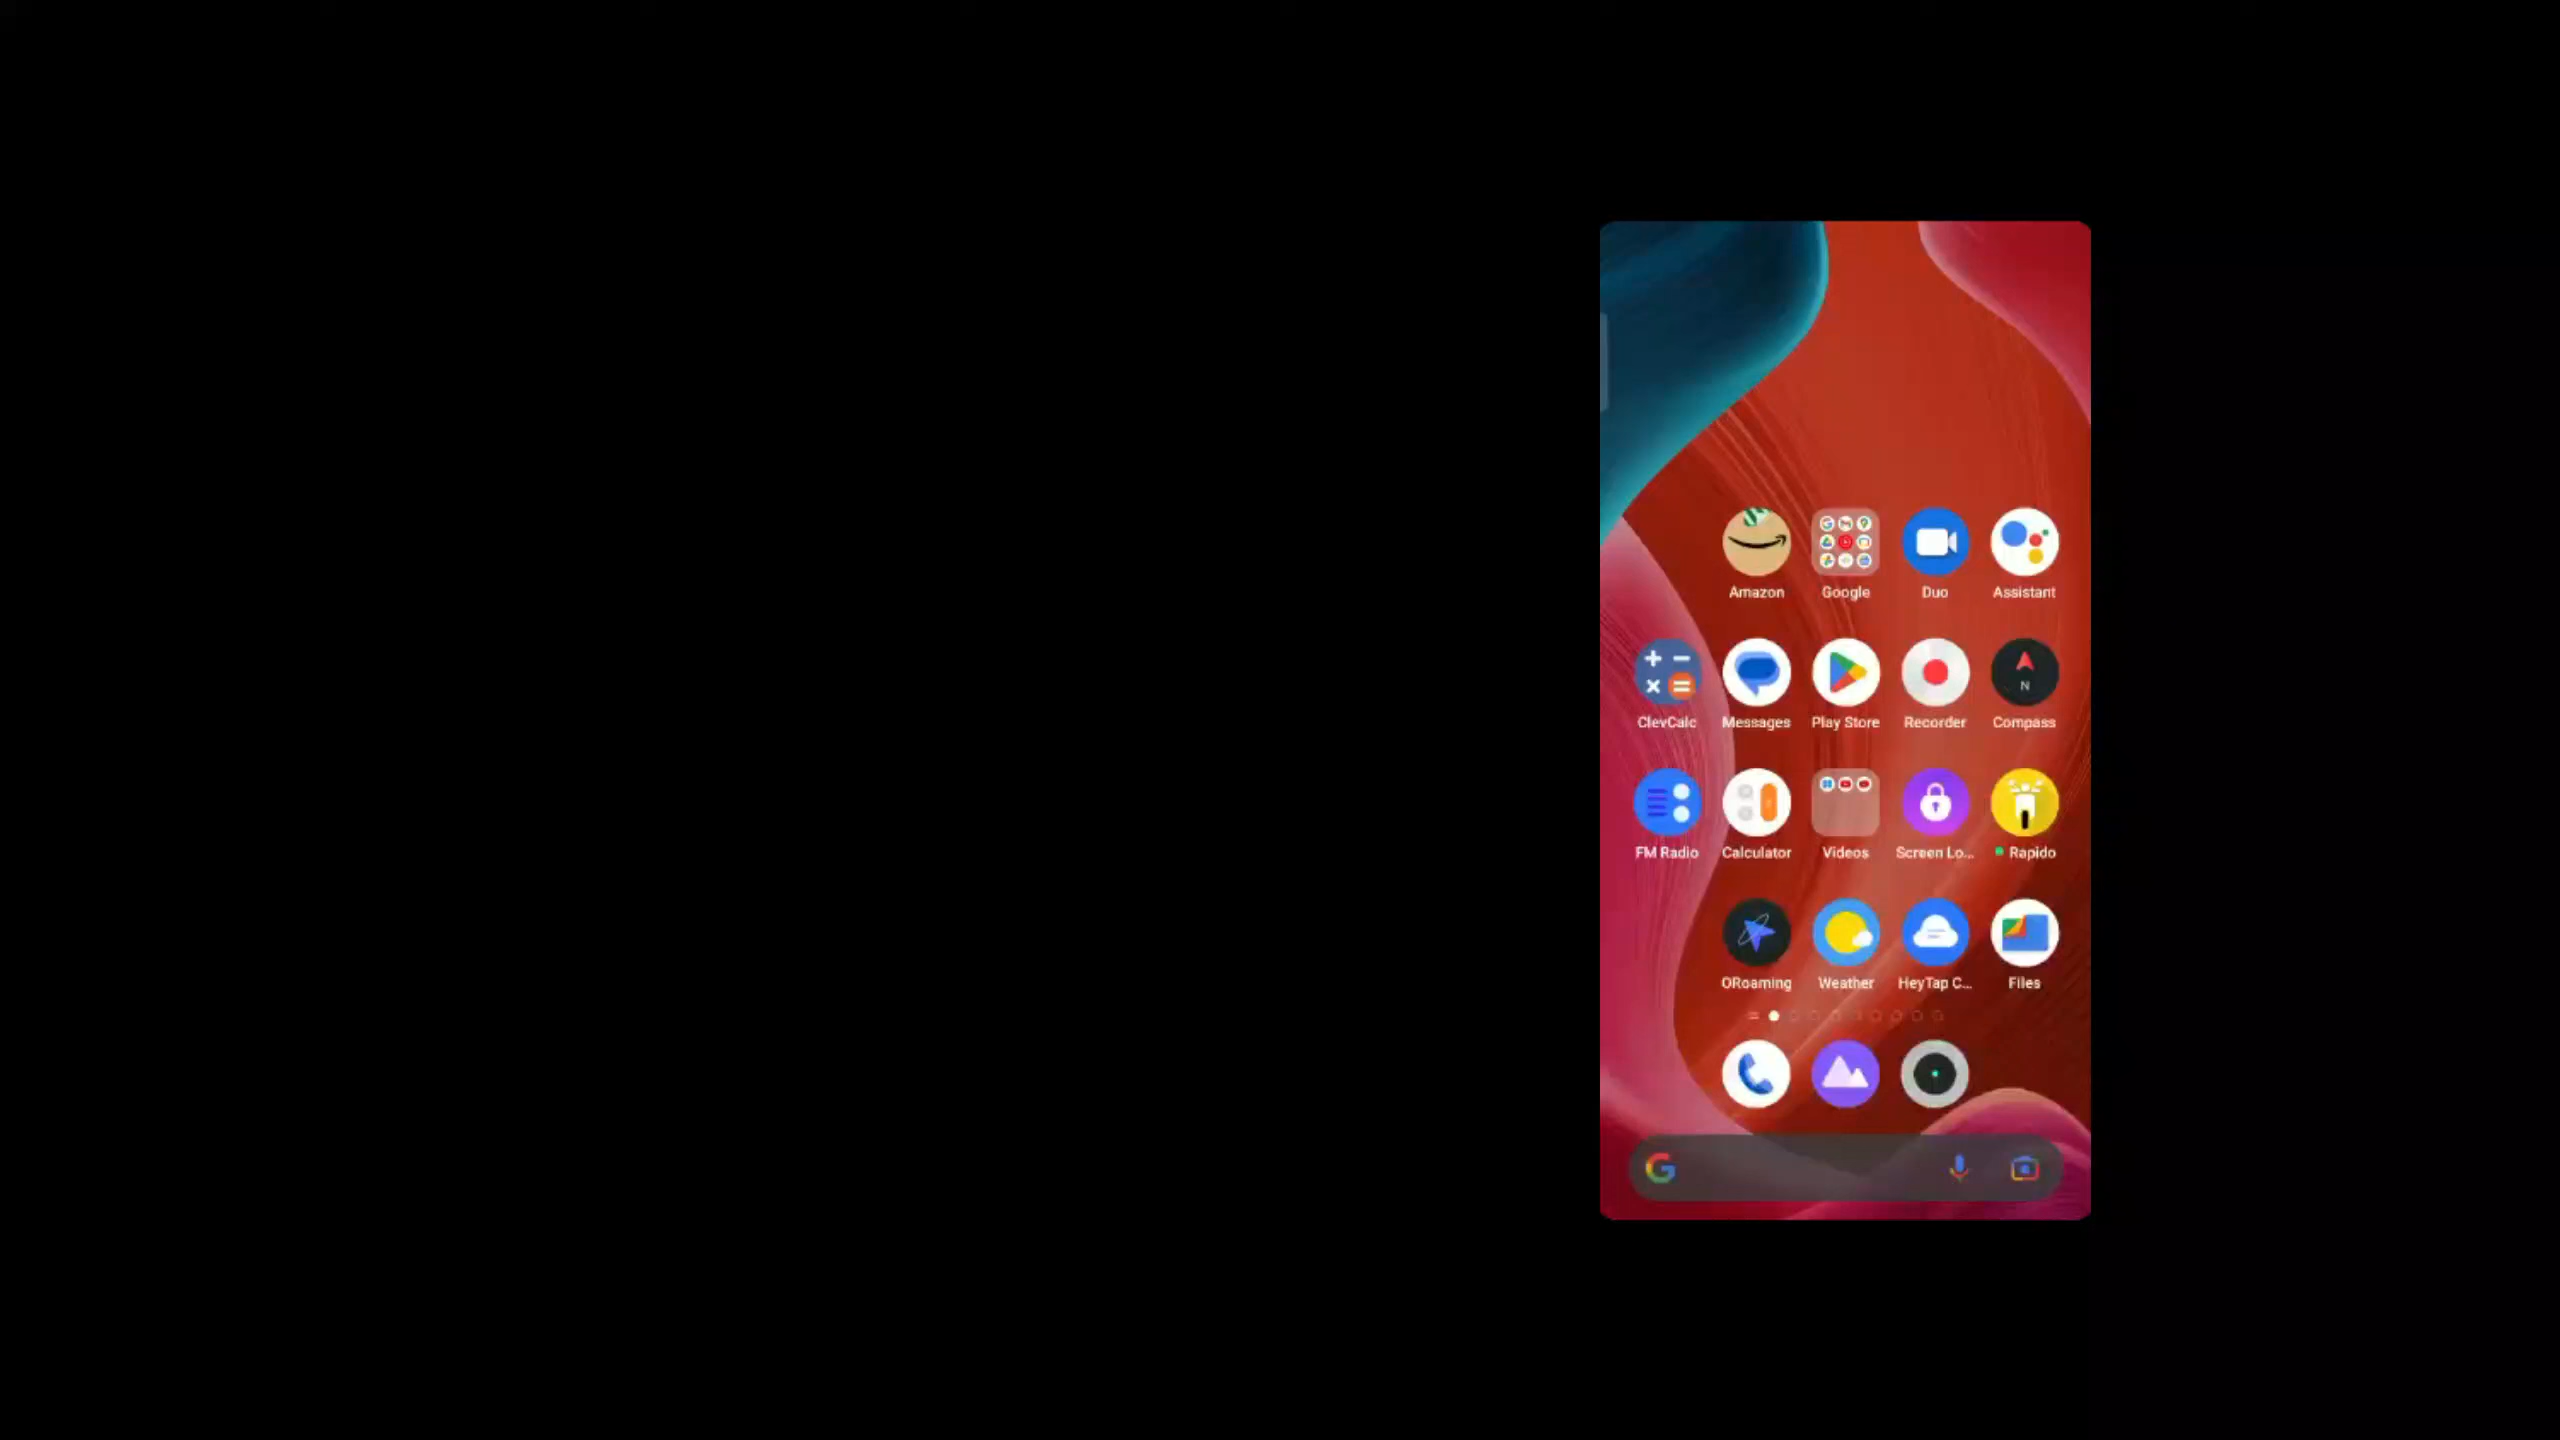 Amazon Google Duo Assistant
ClevCalc Messages Play Store Recorder Compass
FM Radio Calculator Videos Screen Lo... Rapido
ORoaming Weather HeyTap C... Files